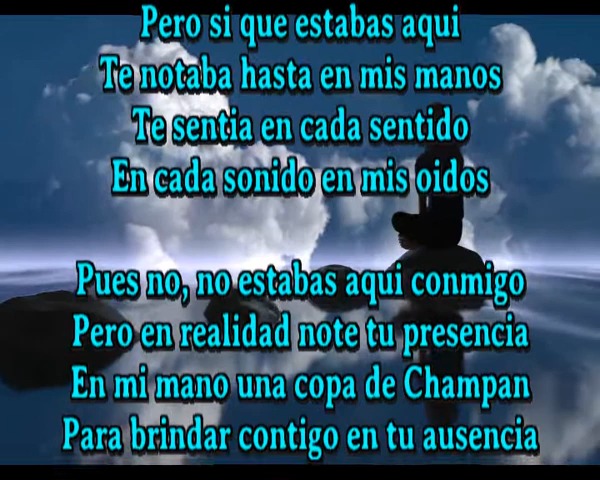 Pero si que estabas aqui
Te notaba hasta en mis manos
Te sentia en cada sentido
En cada sonido en mis oidos
Pues no, no estabas aqui conmigo
Pero en realidad note tu presencia
En mi mano una copa de Champan
Para brindar contigo en tu ausencia